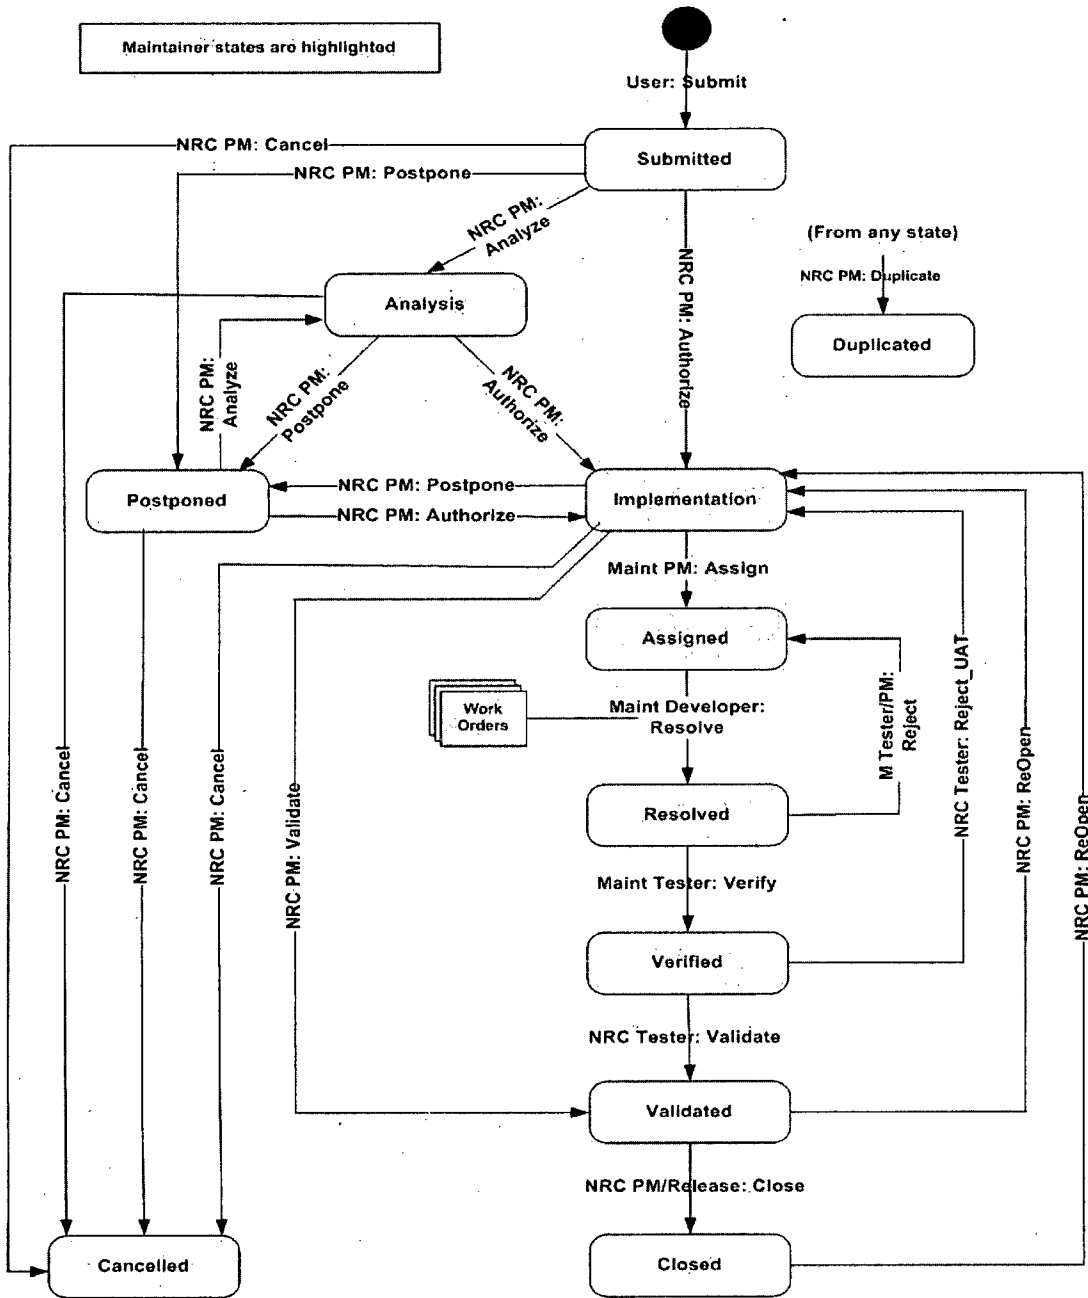 Maintainer states are highlighted
User: Submit
NRC PM: Cancel
Submitted
NRC PM: Postpone
NRC PM:
Analyze
NRC PM: Authorize
(From any state)
NRC PM: Duplicate
Duplicated
Analysis
NRC PM:
Analyze
NRC PM:
Postpone
NRC PM:
Authorize
Postponed
NRC PM: Postpone
NRC PM: Authorize
Implementation
Maint PM: Assign
Assigned
Work
Orders
Maint Developer:
Resolve
M Tester/PM:
Reject
NRC Tester: Reject_UAT
NRC PM: ReOpen
NRC PM: ReOpen
NRC PM: Cancel
NRC PM: Cancel
NRC PM: Cancel
NRC PM: Validate
Resolved
Maint Tester: Verify
Verified
NRC Tester: Validate
Validated
NRC PM/Release: Close
Cancelled
Closed